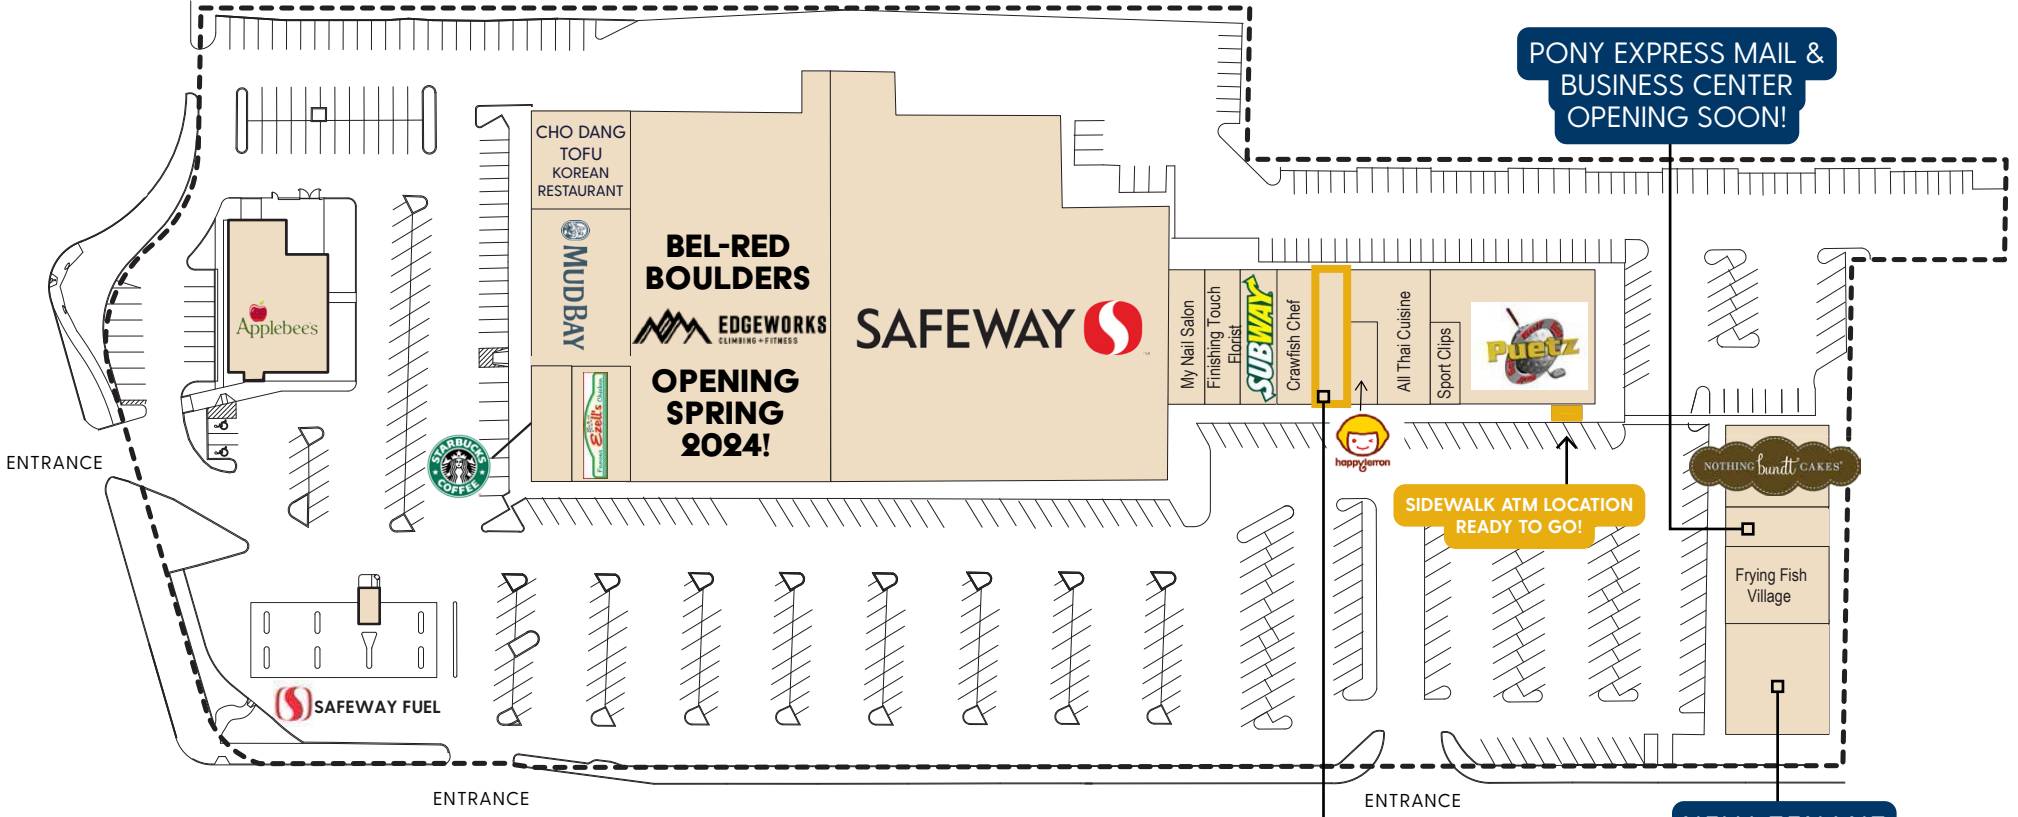 PONY EXPRESS MAIL &
BUSINESS CENTER
OPENING SOON!
CHO DANG
TOFU
KOREAN
RESTAURANT
MUDBAY
BEL-RED
BOULDERS
EDGEWORKS
CLIMBING + FITNESS
OPENING
SPRING
2024!
SAFEWAY
Applebee's
My Nail Salon
Finishing Touch
Florist
SUBWAY
Crawfish Chef
All Thai Cuisine
Sport Clips
Puetz
Ezell's
Chicken
STARBUCKS
COFFEE
happylemon
NOTHING bundt CAKES
ENTRANCE
SIDEWALK ATM LOCATION
READY TO GO!
Frying Fish
Village
SAFEWAY FUEL
ENTRANCE
ENTRANCE